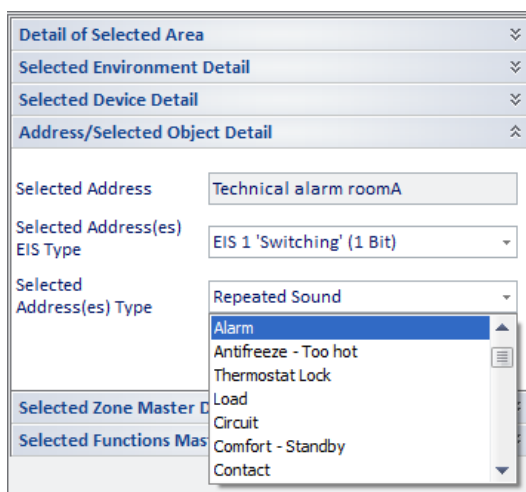 Detail of Selected Area
Selected Environment Detail
Selected Device Detail
Address/Selected Object Detail
Selected Address
Technical alarm roomA
Selected Address(es)
EIS Type
EIS 1 'Switching' (1 Bit)
Selected
Address(es) Type
Repeated Sound
Alarm
Antifreeze - Too hot
Thermostat Lock
Load
Circuit
Comfort - Standby
Contact
Selected Zone Master D
Selected Functions Mas